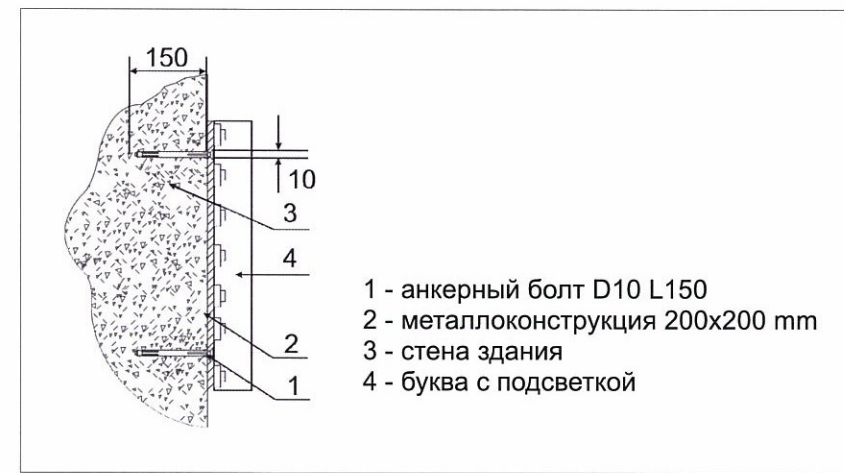 150
10
3
4
2
1
1 - анкерный болт D10 L150
2 - металлоконструкция 200x200 mm
3 - стена здания
4 - буква с подсветкой